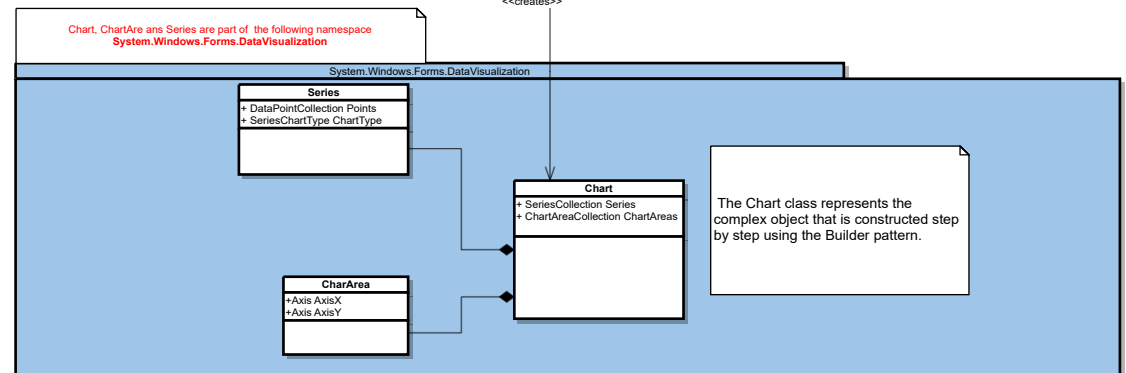 <<creates>>
Chart, ChartAre ans Series are part of the following namespace
System.Windows.Forms.DataVisualization
System.Windows.Forms.DataVisualization
Series
+ DataPointCollection Points
+ SeriesChartType ChartType
Chart
+ SeriesCollection Series
+ ChartAreaCollection ChartAreas
The Chart class represents the
complex object that is constructed step
by step using the Builder pattern.
CharArea
+Axis AxisX
+Axis AxisY